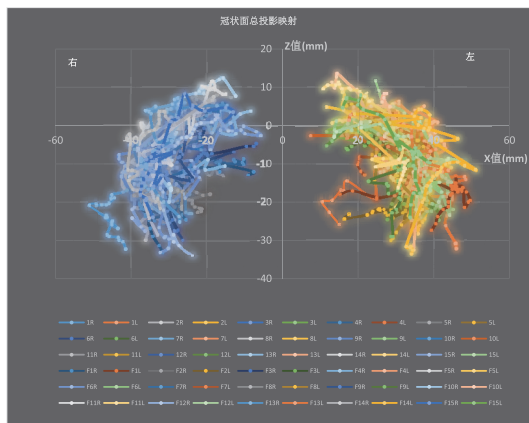 冠状面总投影映射
Z值(mm)
右
左
20
10
0
-60
-40
-20
0
20
40
60
X值(mm)
-10
-20
-30
-40
1R 1L 2R 2L 3R 3L 4R 4L 5R 5L
6R 6L 7R 7L 8R 8L 9R 9L 10R 10L
11R 11L 12R 12L 13R 13L 14R 14L 15R 15L
F1R F1L F2R F2L F3R F3L F4R F4L F5R F5L
F6R F6L F7R F7L F8R F8L F9R F9L F10R F10L
F11R F11L F12R F12L F13R F13L F14R F14L F15R F15L